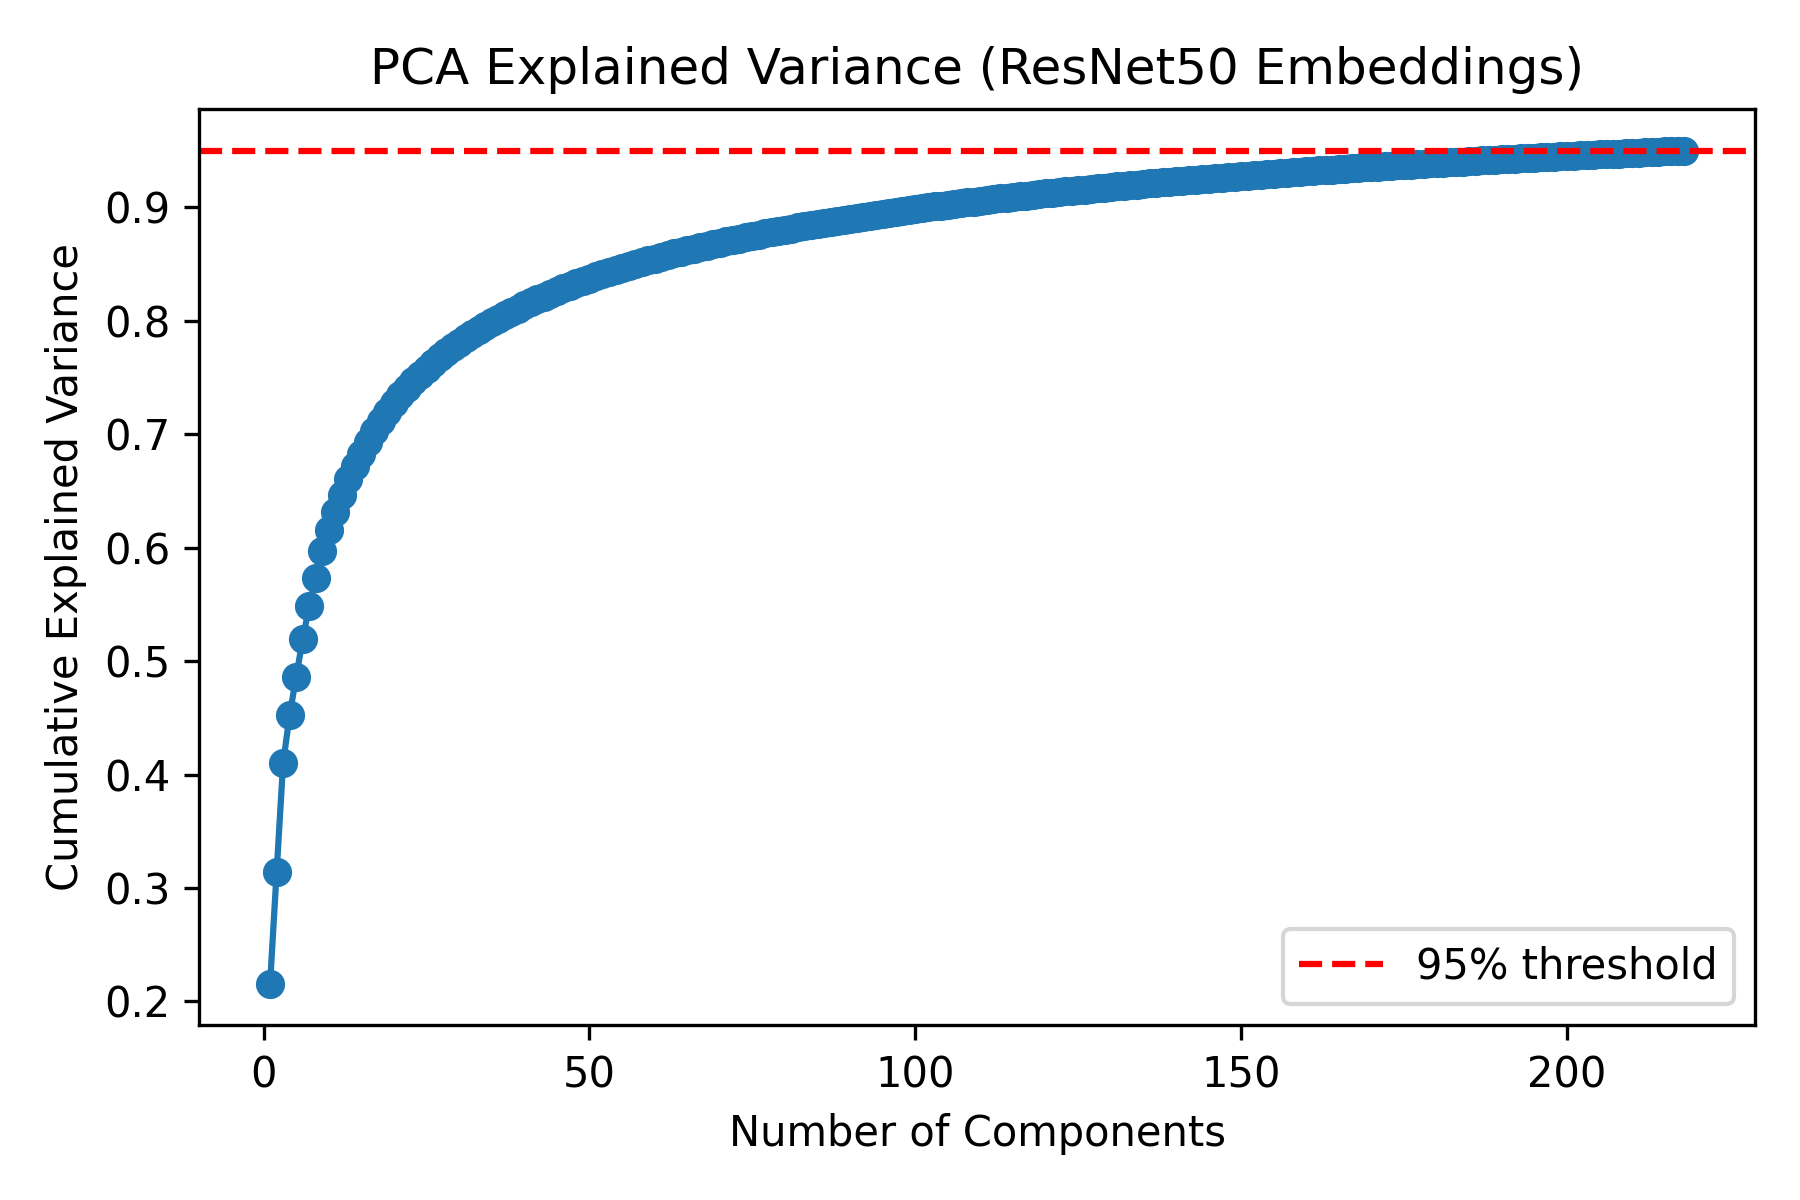 PCA Explained Variance (ResNet50 Embeddings)
Cumulative Explained Variance
0.9
0.8
0.7
0.6
0.5
0.4
0.3
0.2
95% threshold
0 50 100 150 200
Number of Components